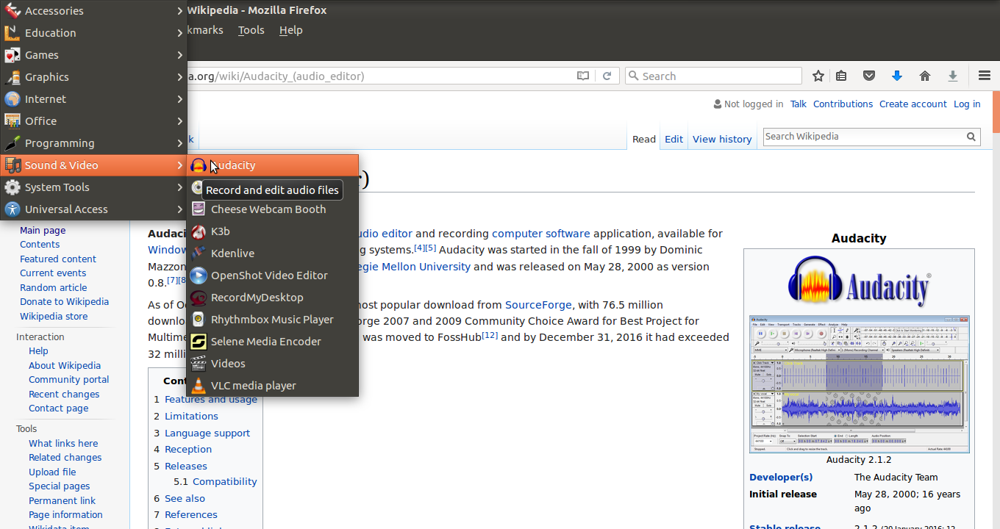 Wikipedia - Mozilla Firefox
kmarks Tools Help
a.org/wiki/Audacity_(audio_editor)
Search
Accessories
Education
Games
Graphics
Internet
Office
Programming
Sound & Video
System Tools
Universal Access
Audacity
Record and edit audio files
Cheese Webcam Booth
K3b
Kdenlive
OpenShot Video Editor
RecordMyDesktop
Rhythmbox Music Player
Selene Media Encoder
Videos
VLC media player
Not logged in Talk Contributions Create account Log in
k
Read Edit View history
Search Wikipedia
r)
Main page
Contents
Featured content
Current events
Random article
Donate to Wikipedia
Wikipedia store
Interaction
Help
About Wikipedia
Community portal
Recent changes
Contact page
Tools
What links here
Related changes
Upload file
Special pages
Permanent link
Page information
Wikidata item
Audaci udio editor and recording computer software application, available for
Window g systems.[4][5] Audacity was started in the fall of 1999 by Dominic
Mazzon egie Mellon University and was released on May 28, 2000 as version
0.8.[7][8
As of O most popular download from SourceForge, with 76.5 million
downlo rge 2007 and 2009 Community Choice Award for Best Project for
Multime was moved to FossHub[12] and by December 31, 2016 it had exceeded
32 milli
Cont
1 Features and usage
2 Limitations
3 Language support
4 Reception
5 Releases
5.1 Compatibility
6 See also
7 References
Audacity
Audacity®
Audacity 2.1.2
Developer(s) The Audacity Team
Initial release May 28, 2000; 16 years
ago
Stable release 2.1.2 (20 January 2016; 12